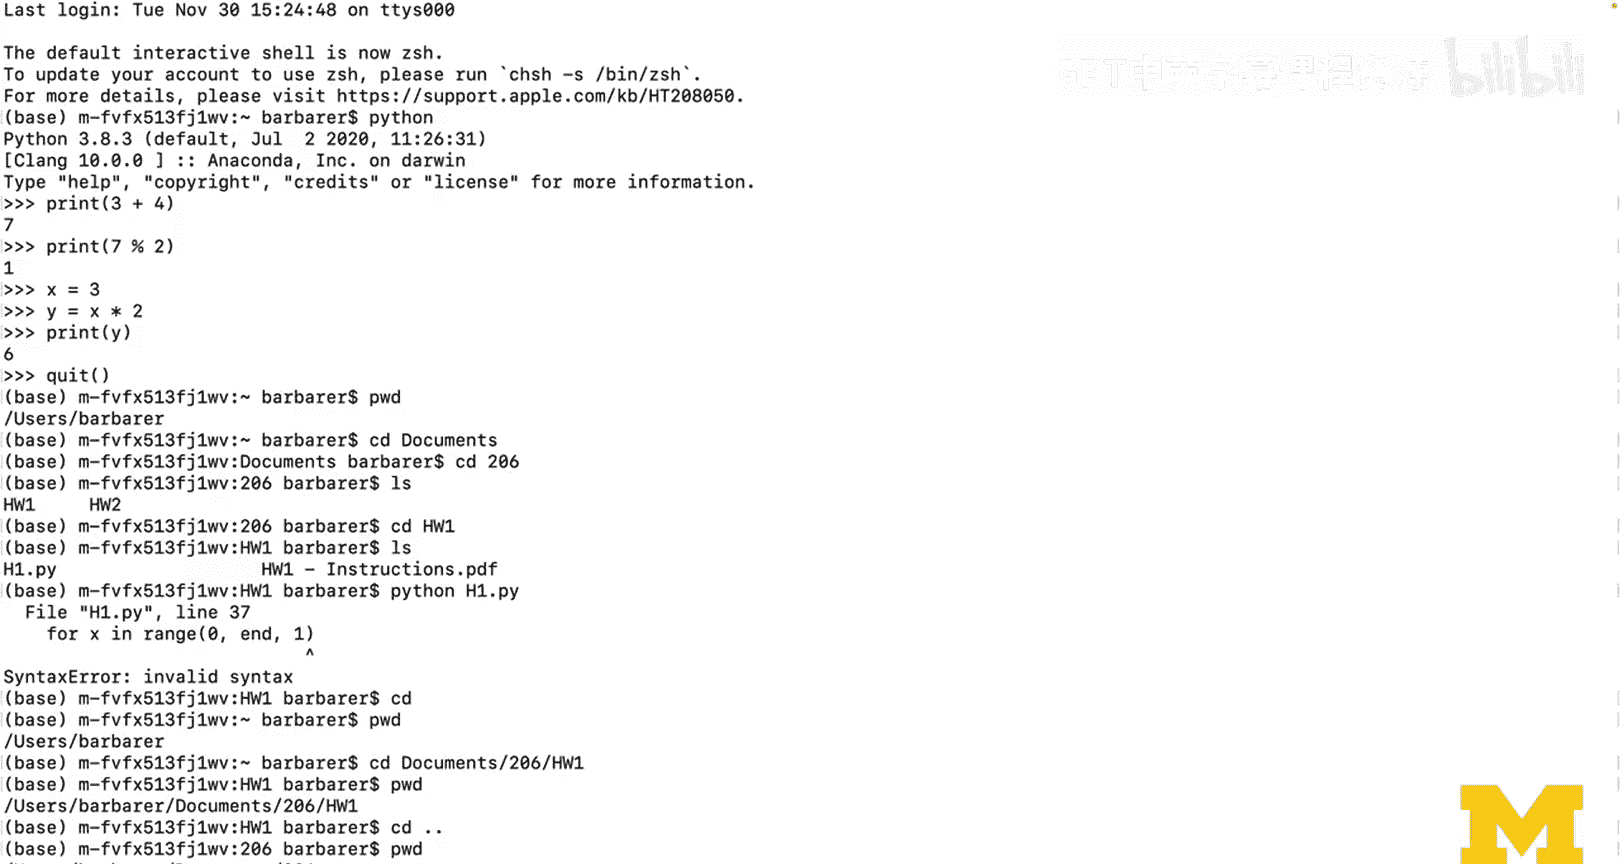 Last login: Tue Nov 30 15:24:48 on ttys000
The default interactive shell is now zsh.
To update your account to use zsh, please run `chsh -s /bin/zsh`.
For more details, please visit https://support.apple.com/kb/HT208050.
(base) m-fvfx513fj1wv:~ barbarer$ python
Python 3.8.3 (default, Jul  2 2020, 11:26:31)
[Clang 10.0.0 ] :: Anaconda, Inc. on darwin
Type "help", "copyright", "credits" or "license" for more information.
>>> print(3 + 4)
7
>>> print(7 % 2)
1
>>> x = 3
>>> y = x * 2
>>> print(y)
6
>>> quit()
(base) m-fvfx513fj1wv:~ barbarer$ pwd
/Users/barbarer
(base) m-fvfx513fj1wv:~ barbarer$ cd Documents
(base) m-fvfx513fj1wv:Documents barbarer$ cd 206
(base) m-fvfx513fj1wv:206 barbarer$ ls
HW1     HW2
(base) m-fvfx513fj1wv:206 barbarer$ cd HW1
(base) m-fvfx513fj1wv:HW1 barbarer$ ls
H1.py                   HW1 - Instructions.pdf
(base) m-fvfx513fj1wv:HW1 barbarer$ python H1.py
  File "H1.py", line 37
    for x in range(0, end, 1)
                            ^
SyntaxError: invalid syntax
(base) m-fvfx513fj1wv:HW1 barbarer$ cd
(base) m-fvfx513fj1wv:~ barbarer$ pwd
/Users/barbarer
(base) m-fvfx513fj1wv:~ barbarer$ cd Documents/206/HW1
(base) m-fvfx513fj1wv:HW1 barbarer$ pwd
/Users/barbarer/Documents/206/HW1
(base) m-fvfx513fj1wv:HW1 barbarer$ cd ..
(base) m-fvfx513fj1wv:206 barbarer$ pwd
bilibili
M